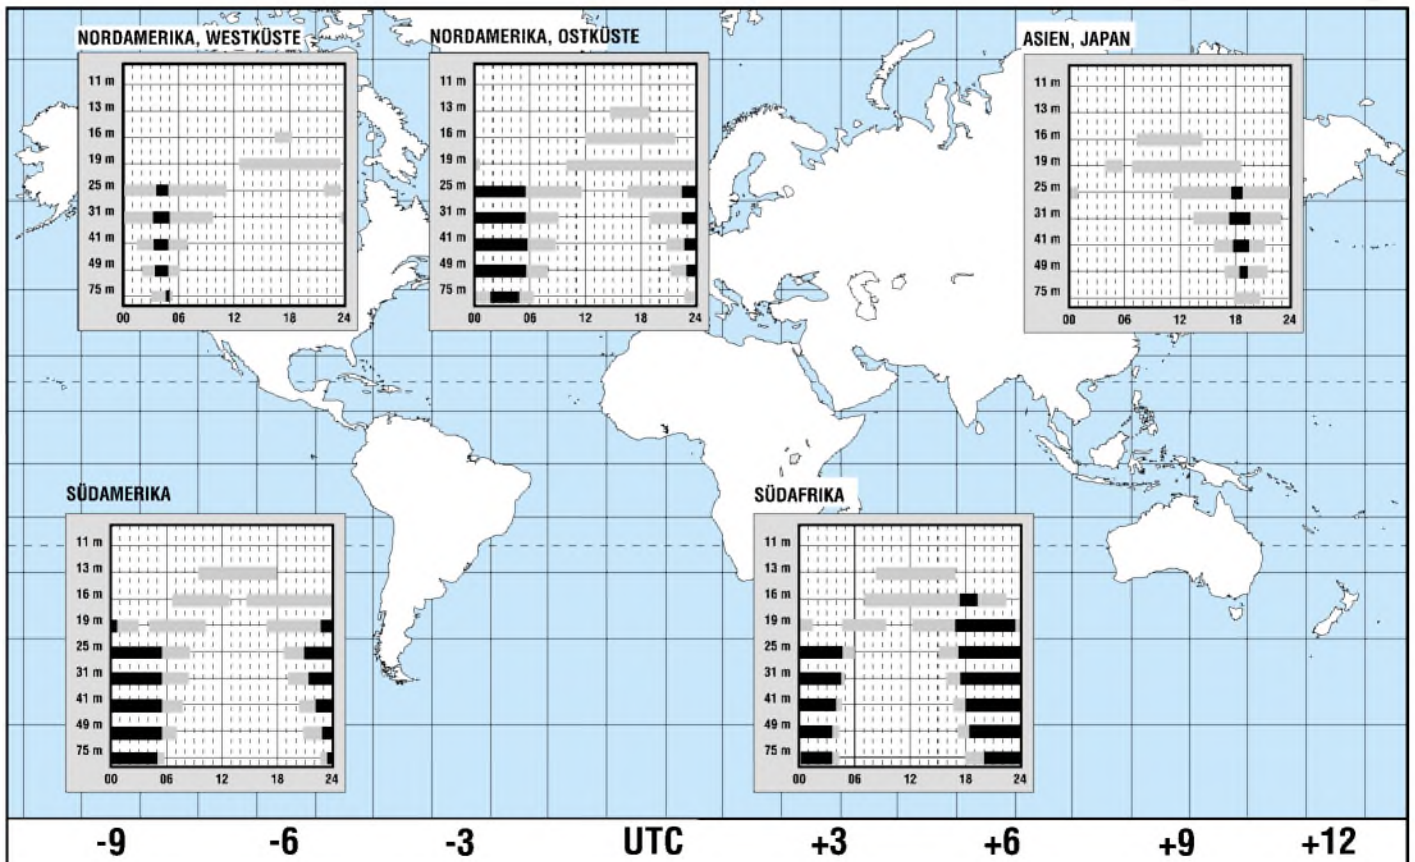 NORDAMERIKA, WESTKÜSTE
11 m
13 m
16 m
19 m
25 m
31 m
41 m
49 m
75 m
00 06 12 18 24
NORDAMERIKA, OSTKÜSTE
11 m
13 m
16 m
19 m
25 m
31 m
41 m
49 m
75 m
00 06 12 18 24
ASIEN, JAPAN
11 m
13 m
16 m
19 m
25 m
31 m
41 m
49 m
75 m
00 06 12 18 24
SÜDAMERIKA
11 m
13 m
16 m
19 m
25 m
31 m
41 m
49 m
75 m
00 06 12 18 24
SÜDAFRIKA
11 m
13 m
16 m
19 m
25 m
31 m
41 m
49 m
75 m
00 06 12 18 24
-9 -6 -3 UTC +3 +6 +9 +12